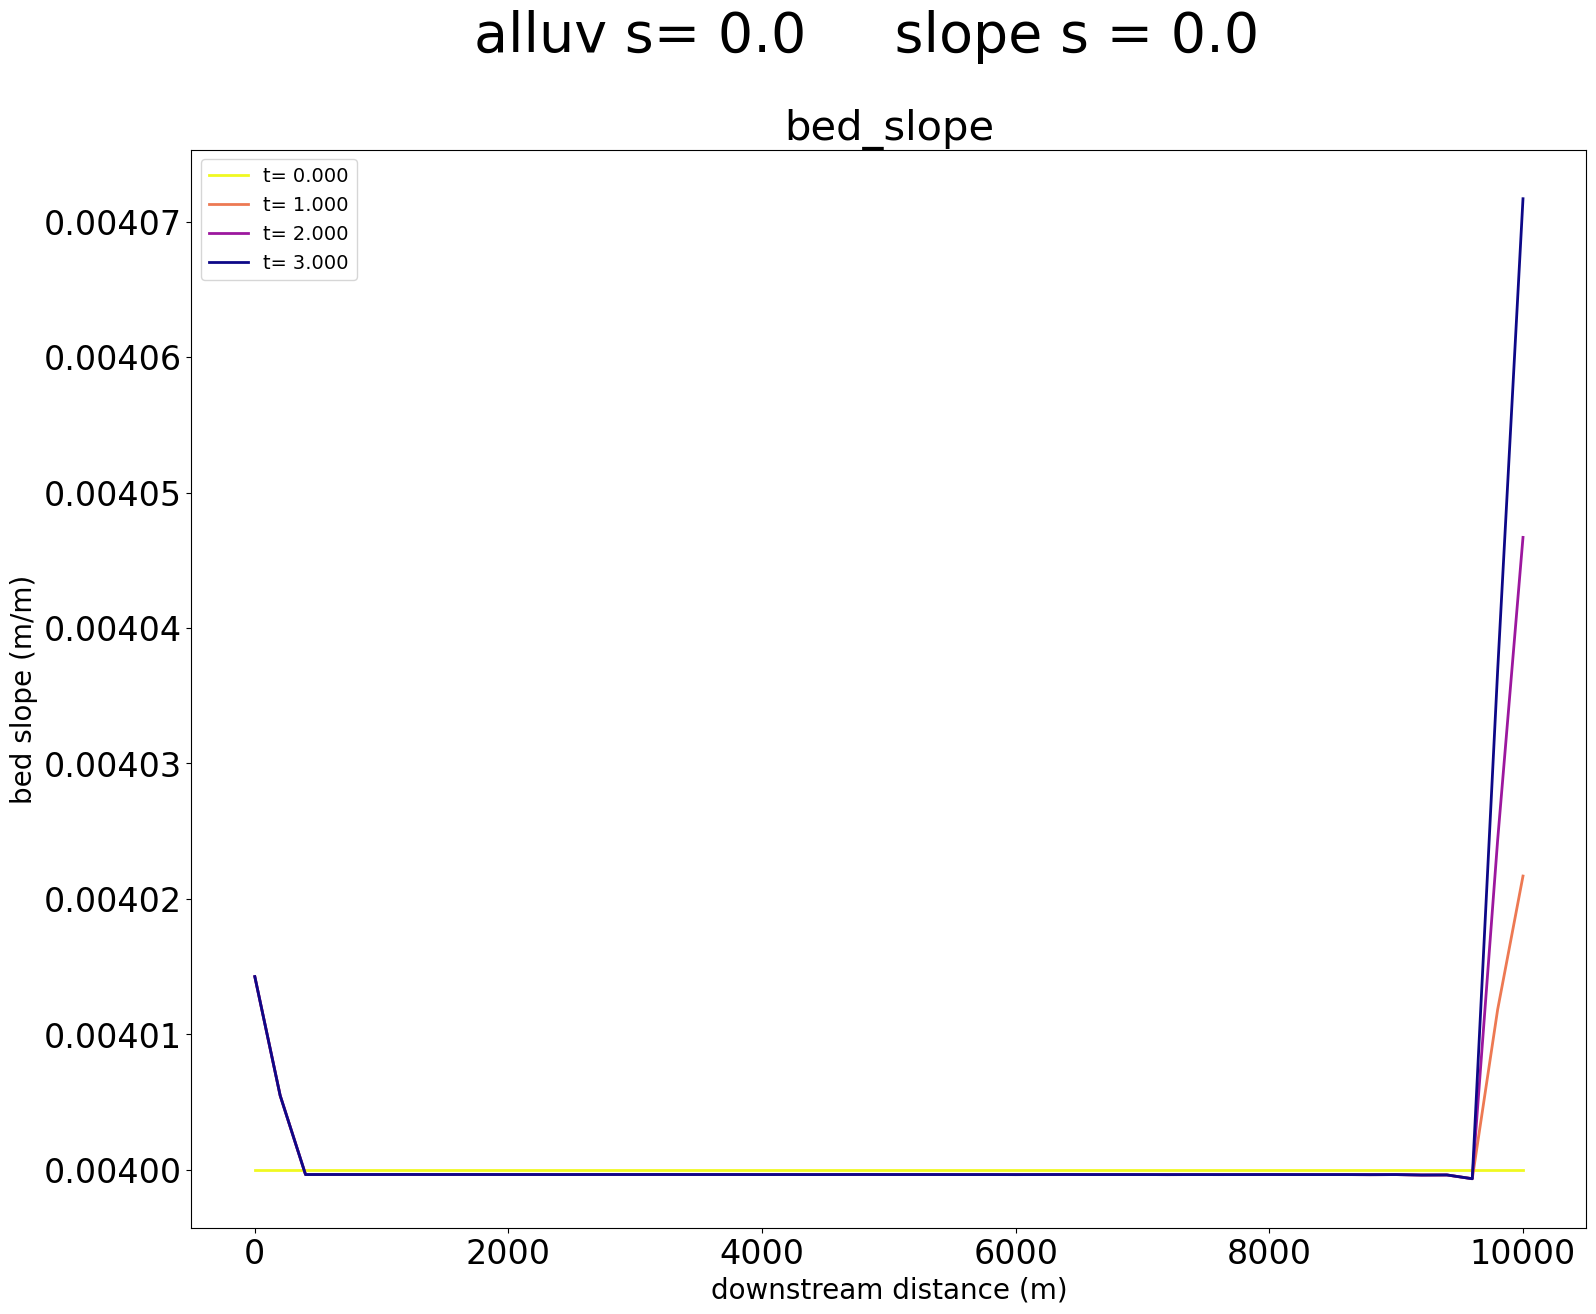 alluv s= 0.0     slope s = 0.0
bed_slope
t= 0.000
t= 1.000
t= 2.000
t= 3.000
0.00407
0.00406
0.00405
0.00404
0.00403
0.00402
0.00401
0.00400
bed slope (m/m)
0 2000 4000 6000 8000 10000
downstream distance (m)